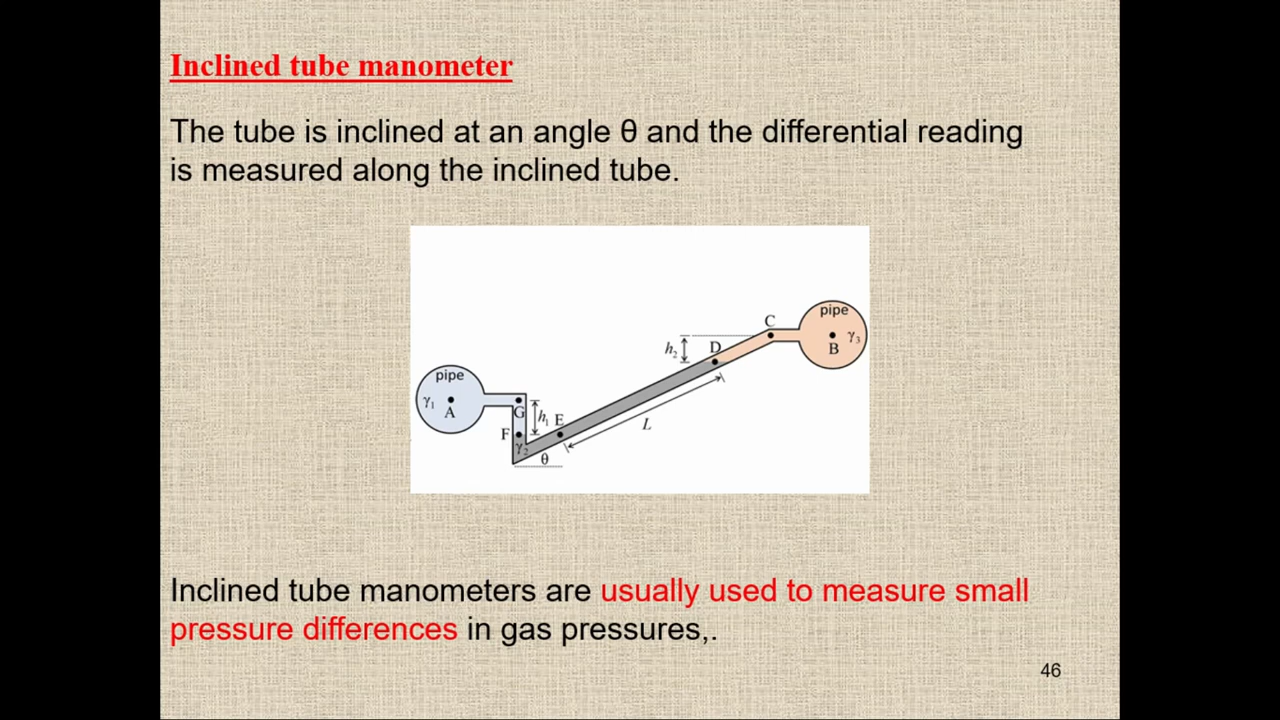 Inclined tube manometer
The tube is inclined at an angle θ and the differential reading
is measured along the inclined tube.
pipe
γ₁
A
G
F
γ₂
θ
h₁
E
L
h₂
D
C
pipe
γ₃
B
Inclined tube manometers are usually used to measure small
pressure differences in gas pressures,.
46